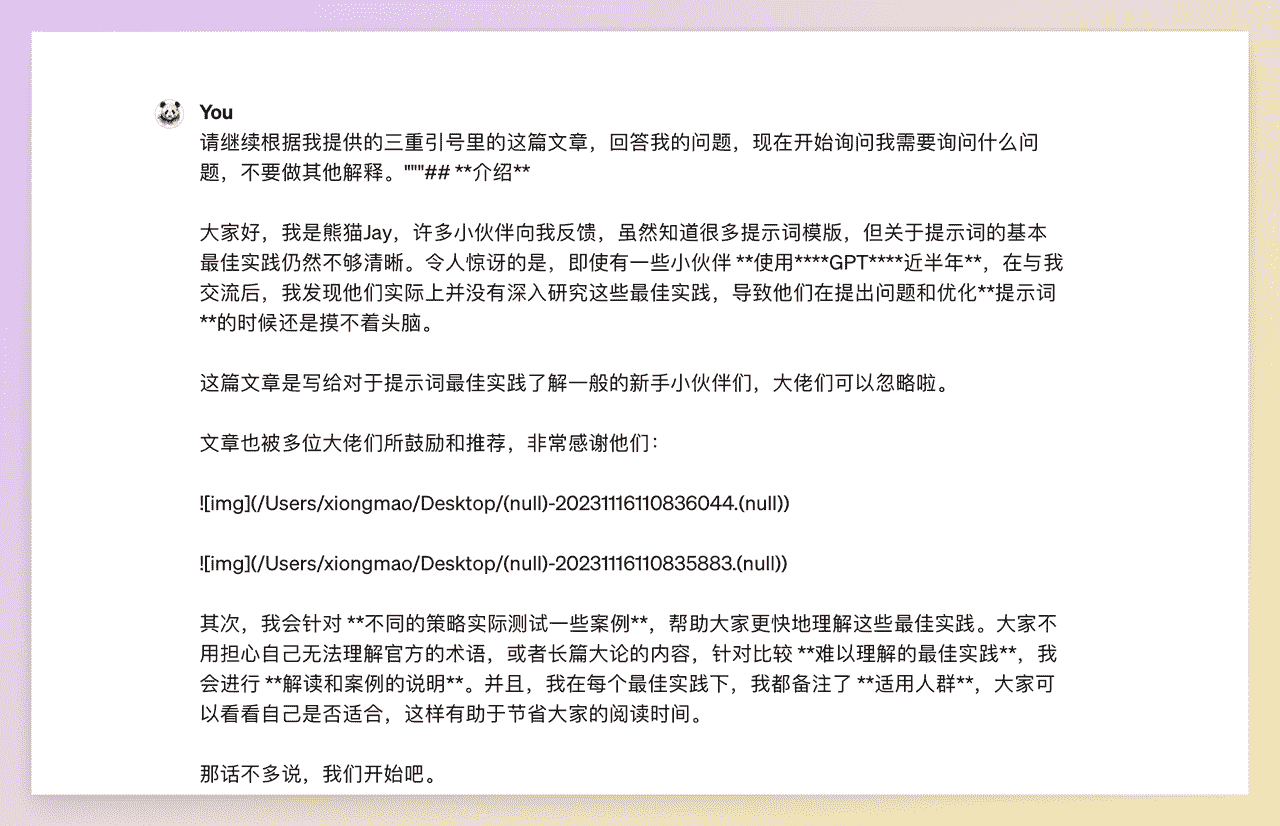 You
请继续根据我提供的三重引号里的这篇文章，回答我的问题，现在开始询问我需要询问什么问
题，不要做其他解释。"""## **介绍**
大家好，我是熊猫Jay，许多小伙伴向我反馈，虽然知道很多提示词模版，但关于提示词的基本
最佳实践仍然不够清晰。令人惊讶的是，即使有一些小伙伴 **使用****GPT****近半年**，在与我
交流后，我发现他们实际上并没有深入研究这些最佳实践，导致他们在提出问题和优化**提示词
**的时候还是摸不着头脑。
这篇文章是写给对于提示词最佳实践了解一般的新手小伙伴们，大佬们可以忽略啦。
文章也被多位大佬们所鼓励和推荐，非常感谢他们：
![img](/Users/xiongmao/Desktop/(null)-20231116110836044.(null))
![img](/Users/xiongmao/Desktop/(null)-20231116110835883.(null))
其次，我会针对 **不同的策略实际测试一些案例**，帮助大家更快地理解这些最佳实践。大家不
用担心自己无法理解官方的术语，或者长篇大论的内容，针对比较 **难以理解的最佳实践**，我
会进行 **解读和案例的说明**。并且，我在每个最佳实践下，我都备注了 **适用人群**，大家可
以看看自己是否适合，这样有助于节省大家的阅读时间。
那话不多说，我们开始吧。